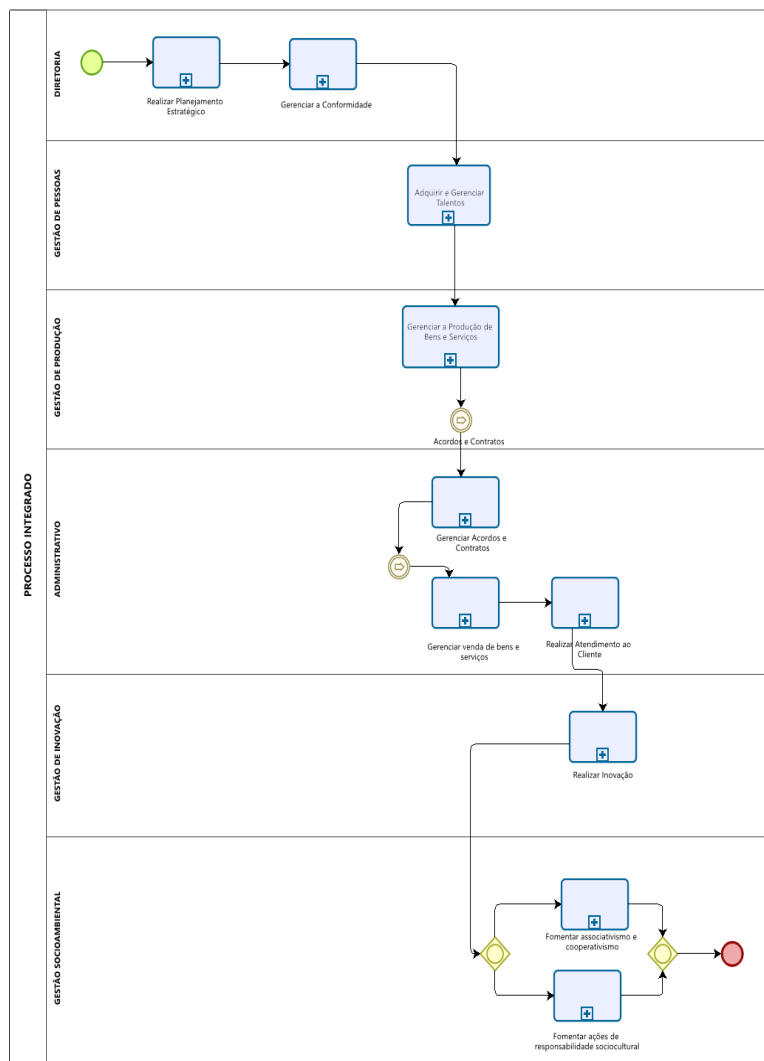 PROCESSO INTEGRADO
DIRETORIA
Realizar Planejamento
Estratégico
Gerenciar a Conformidade
GESTÃO DE PESSOAS
Adquirir e Gerenciar
Talentos
GESTÃO DE PRODUÇÃO
Gerenciar a Produção de
Bens e Serviços
Acordos e Contratos
ADMINISTRATIVO
Gerenciar Acordos e
Contratos
Gerenciar venda de bens e
serviços
Realizar Atendimento ao
Cliente
GESTÃO DE INOVAÇÃO
Realizar Inovação
GESTÃO SOCIOAMBIENTAL
Fomentar associativismo e
cooperativismo
Fomentar ações de
responsabilidade sociocultural